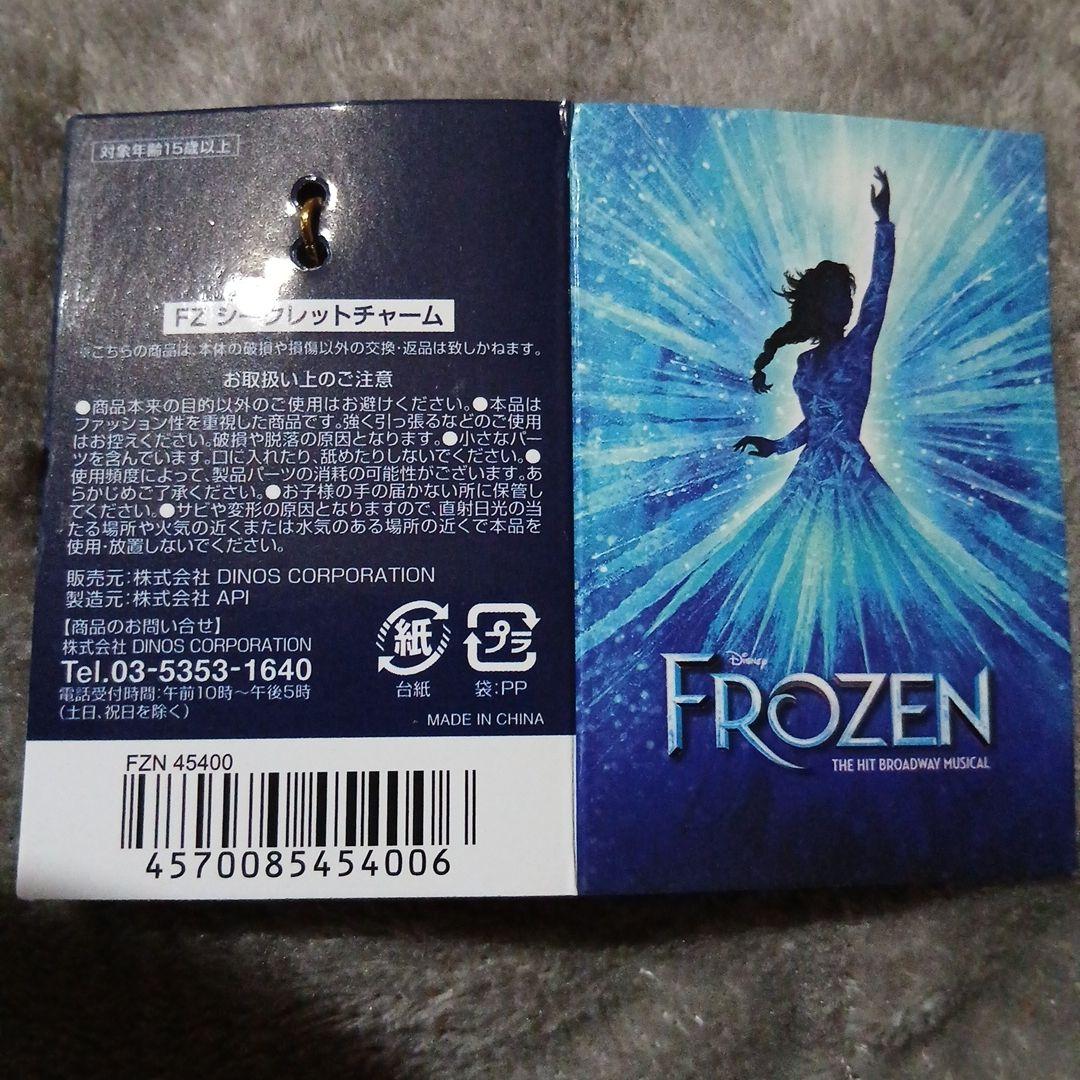 対象年齢15歳以上
FZ シークレットチャーム
※こちらの商品は、本体の破損や損傷以外の交換・返品は致しかねます。
お取扱い上のご注意
●商品本来の目的以外のご使用はお避けください。●本品は
ファッション性を重視した商品です。強く引っ張るなどのご使用
はお控えください。破損や脱落の原因となります。●小さなパー
ツを含んでいます。口に入れたり、舐めたりしないでください。●
使用頻度によって、製品パーツの消耗の可能性がございます。あ
らかじめご了承ください。●お子様の手の届かない所に保管し
てください。●サビや変形の原因となりますので、直射日光の当
たる場所や火気の近くまたは水気のある場所の近くで本品を
使用・放置しないでください。
販売元：株式会社 DINOS CORPORATION
製造元：株式会社 API
【商品のお問い合せ】
株式会社 DINOS CORPORATION
Tel.03-5353-1640
電話受付時間：午前10時～午後5時
（土日、祝日を除く）
紙
プラ
台紙
袋：PP
MADE IN CHINA
FZN 45400
4570085454006
Disney
FROZEN
THE HIT BROADWAY MUSICAL